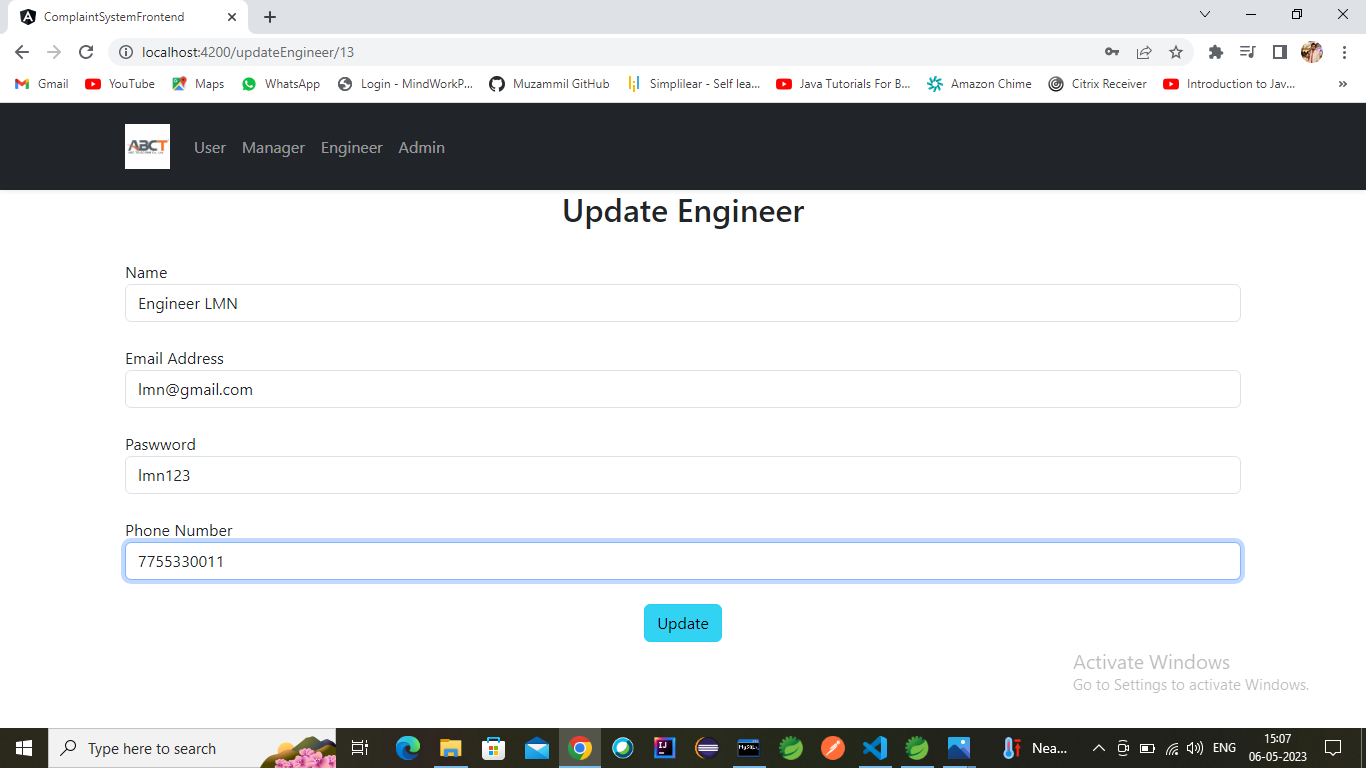 ComplaintSystemFrontend
localhost:4200/updateEngineer/13
Gmail YouTube Maps WhatsApp Login - MindWorkP... Muzammil GitHub Simplilear - Self lea... Java Tutorials For B... Amazon Chime Citrix Receiver Introduction to Jav... »
ABCT User Manager Engineer Admin
Update Engineer
Name
Engineer LMN
Email Address
lmn@gmail.com
Paswword
lmn123
Phone Number
7755330011
Update
Activate Windows
Go to Settings to activate Windows.
Type here to search
Nea...
ENG
15:07
06-05-2023